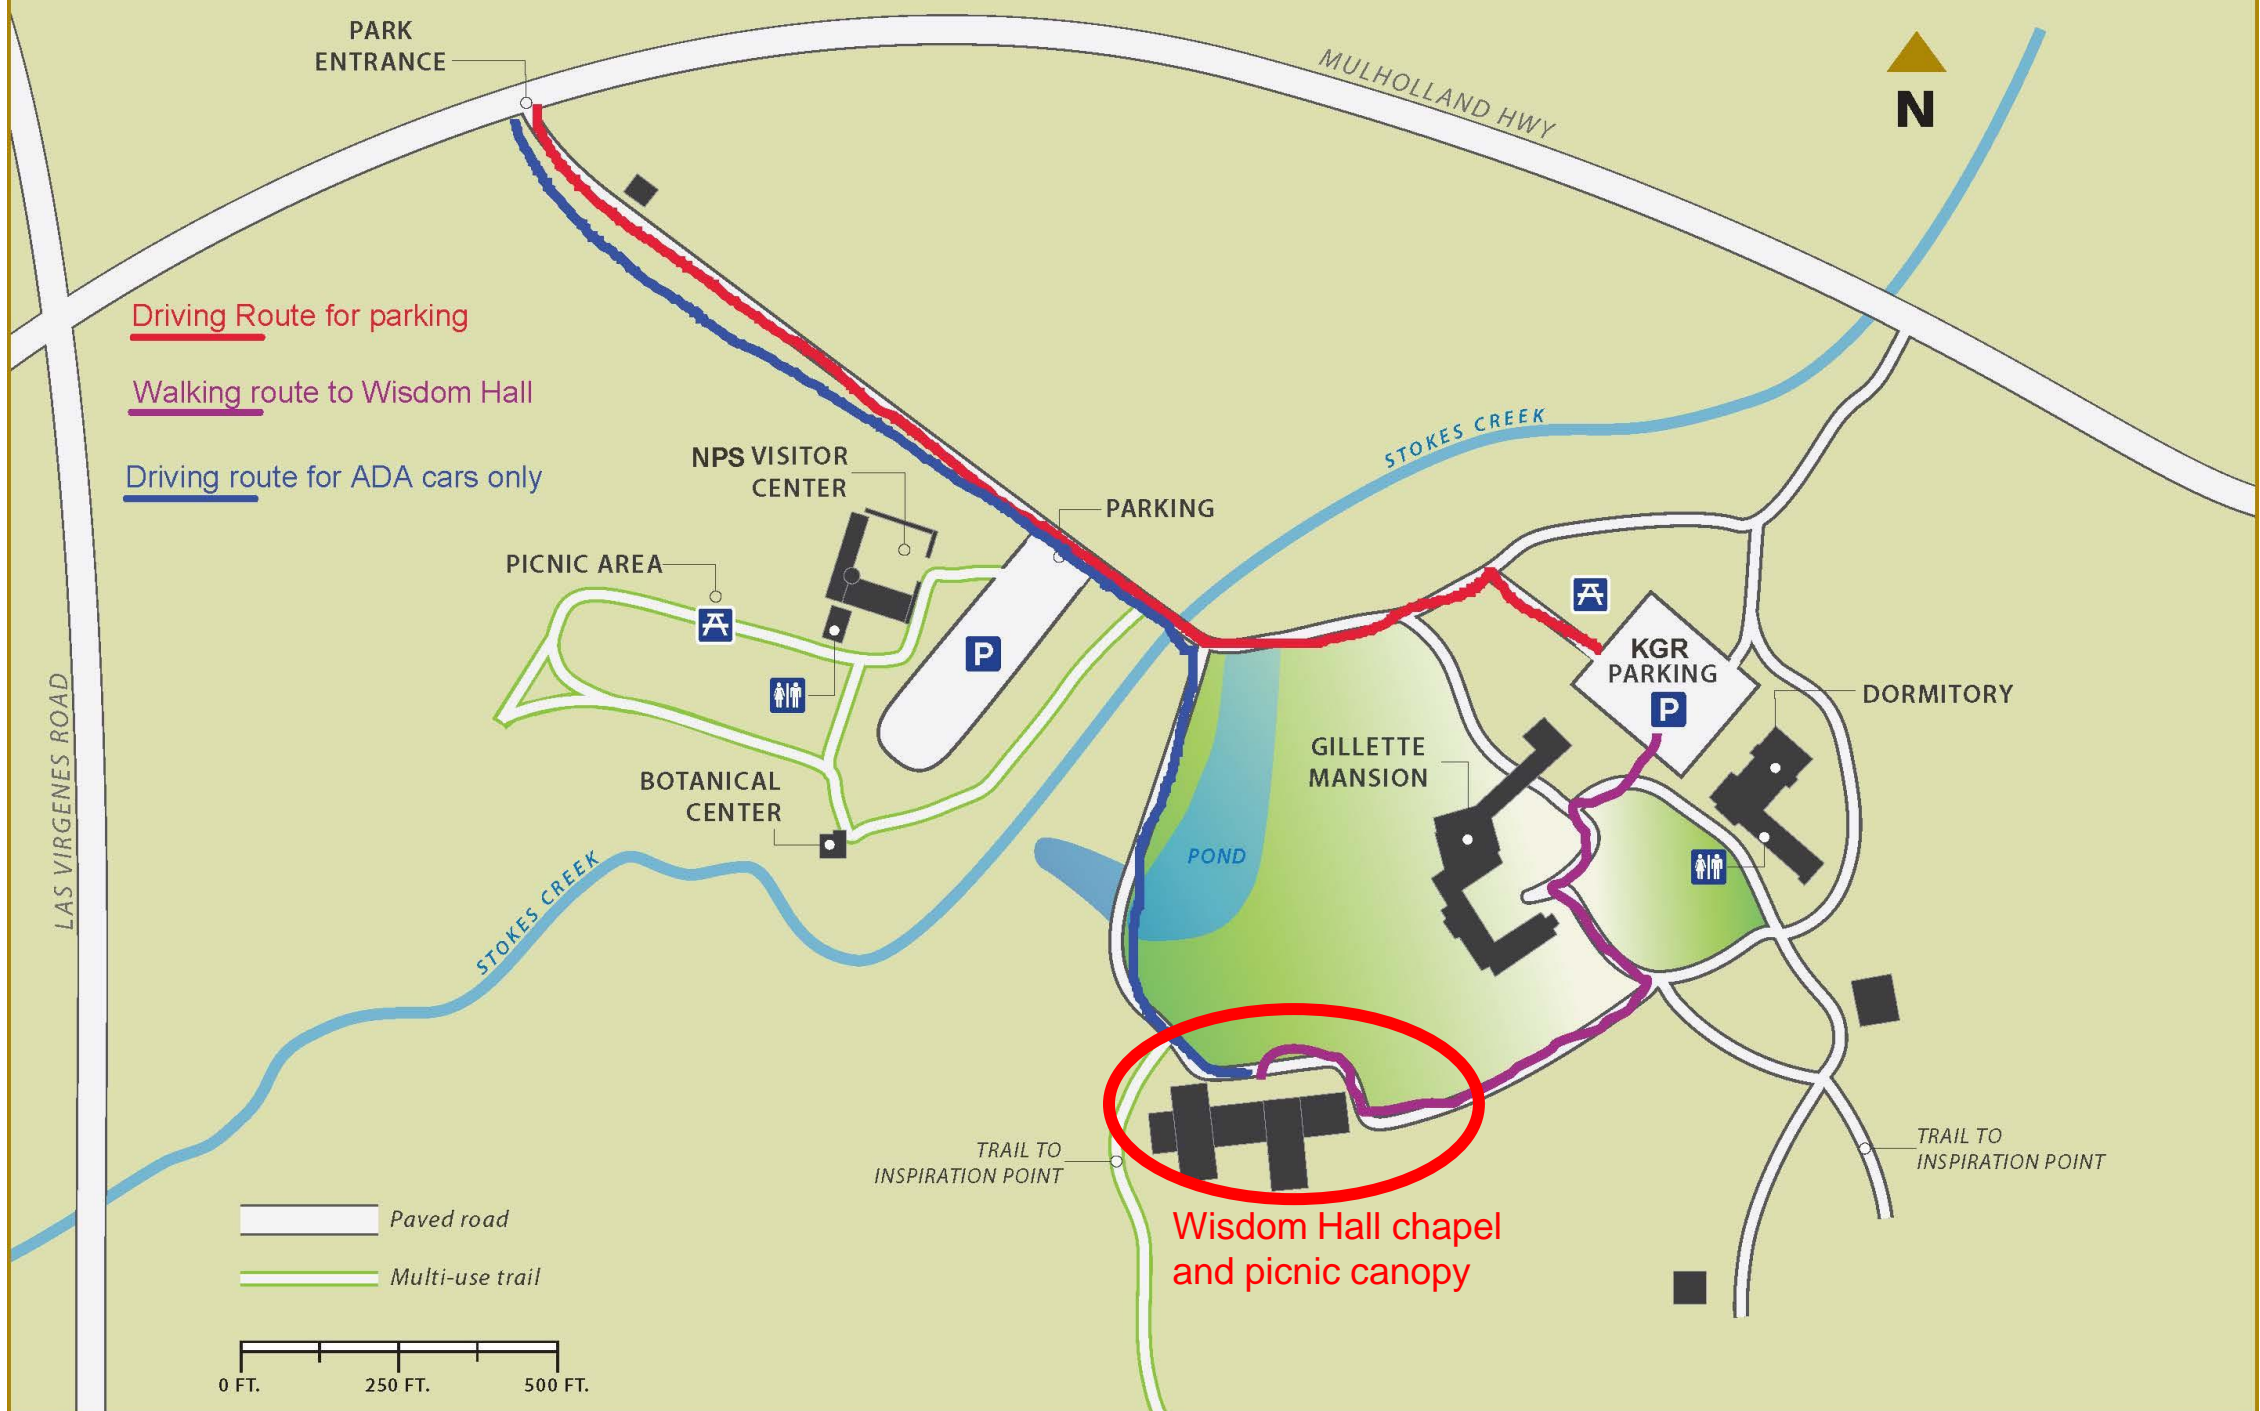 PARK
ENTRANCE
MULHOLLAND HWY
N
Driving Route for parking
Walking route to Wisdom Hall
Driving route for ADA cars only
NPS VISITOR
CENTER
STOKES CREEK
PARKING
PICNIC AREA
P
KGR
PARKING
P
DORMITORY
LAS VIRGENES ROAD
GILLETTE
MANSION
BOTANICAL
CENTER
POND
STOKES CREEK
TRAIL TO
INSPIRATION POINT
TRAIL TO
INSPIRATION POINT
Wisdom Hall chapel
and picnic canopy
Paved road
Multi-use trail
0 FT. 250 FT. 500 FT.